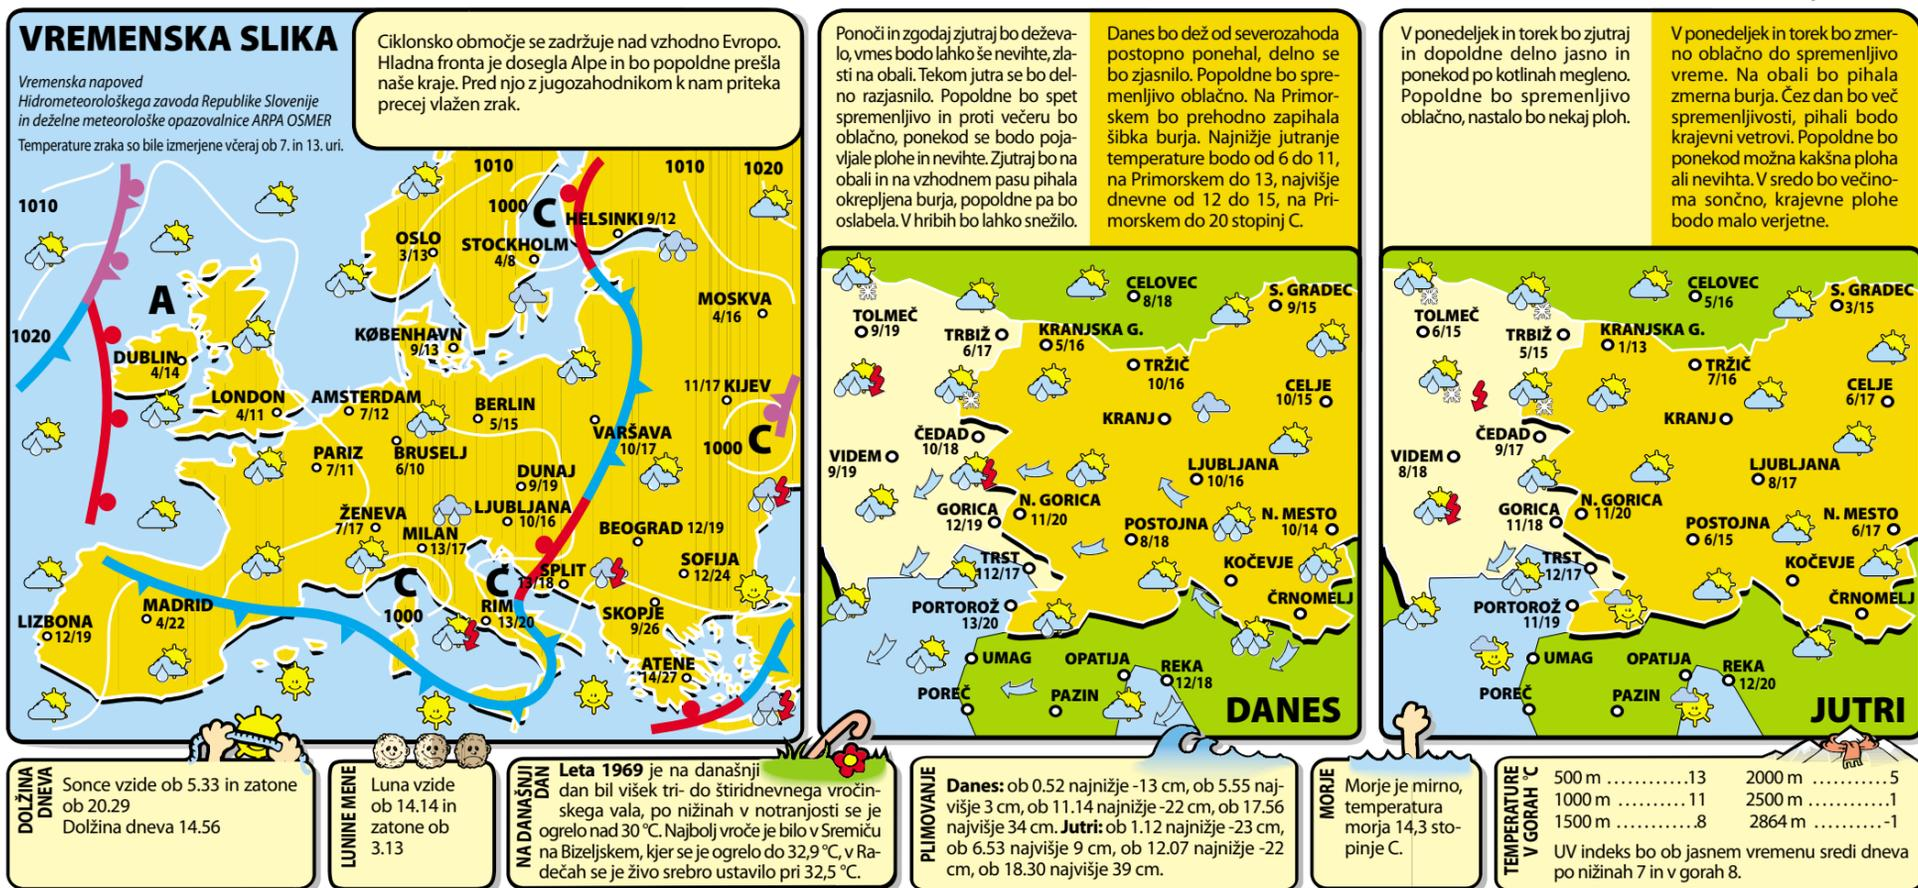 VREMENSKA SLIKA
Vremenska napoved
Hidrometeorološkega zavoda Republike Slovenije
in deželne meteorološke opazovalnice ARPA OSMER
Temperature zraka so bile izmerjene včeraj ob 7. in 13. uri.
Ciklonsko območje se zadržuje nad vzhodno Evropo.
Hladna fronta je dosegla Alpe in bo popoldne prešla
naše kraje. Pred njo z jugozahodnikom k nam priteka
precej vlažen zrak.
1010
1010
1020
1010
1000
C
HELSINKI 9/12
OSLO
3/13
STOCKHOLM
4/8
A
MOSKVA
4/16
1020
KØBENHAVN
9/13
DUBLIN
4/14
LONDON
4/11
AMSTERDAM
7/12
BERLIN
5/15
11/17 KIJEV
VARŠAVA
10/17
1000 C
PARIZ
7/11
BRUSELJ
6/10
DUNAJ
9/19
ŽENEVA
7/17
LJUBLJANA
10/16
MILAN
13/17
BEOGRAD 12/19
SOFIJA
12/24
C
1000
C
SPLIT
13/18
RIM
13/20
SKOPJE
9/26
MADRID
4/22
LIZBONA
12/19
ATENE
14/27
Ponoči in zgodaj zjutraj bo deževa-
lo, vmes bodo lahko še nevihte, zla-
sti na obali. Tekom jutra se bo del-
no razjasnilo. Popoldne bo spet
spremenljivo in proti večeru bo
oblačno, ponekod se bodo poja-
vljale plohe in nevihte. Zjutraj bo na
obali in na vzhodnem pasu pihala
okrepljena burja, popoldne pa bo
oslabela. V hribih bo lahko snežilo.
Danes bo dež od severozahoda
postopno ponehal, delno se
bo zjasnilo. Popoldne bo spre-
menljivo oblačno. Na Primor-
skem bo prehodno zapihala
šibka burja. Najnižje jutranje
temperature bodo od 6 do 11,
na Primorskem do 13, najvišje
dnevne od 12 do 15, na Pri-
morskem do 20 stopinj C.
CELOVEC
8/18
S. GRADEC
9/15
TOLMEČ
9/19
TRBIŽ
6/17
KRANJSKA G.
5/16
TRŽIČ
10/16
CELJE
10/15
KRANJ
ČEDAD
10/18
VIDEM
9/19
LJUBLJANA
10/16
GORICA
12/19
N. GORICA
11/20
POSTOJNA
8/18
N. MESTO
10/14
TRST
112/17
KOČEVJE
PORTOROŽ
13/20
ČRNOMELJ
UMAG
OPATIJA
REKA
12/18
POREČ
PAZIN
DANES
V ponedeljek in torek bo zjutraj
in dopoldne delno jasno in
ponekod po kotlinah megleno.
Popoldne bo spremenljivo
oblačno, nastalo bo nekaj ploh.
V ponedeljek in torek bo zmer-
no oblačno do spremenljivo
vreme. Na obali bo pihala
zmerna burja. Čez dan bo več
spremenljivosti, pihali bodo
krajevni vetrovi. Popoldne bo
ponekod možna kakšna ploha
ali nevihta. V sredo bo večino-
ma sončno, krajevne plohe
bodo malo verjetne.
CELOVEC
5/16
S. GRADEC
3/15
TOLMEČ
6/15
TRBIŽ
5/15
KRANJSKA G.
1/13
TRŽIČ
7/16
CELJE
6/17
KRANJ
ČEDAD
9/17
VIDEM
8/18
LJUBLJANA
8/17
GORICA
11/18
N. GORICA
11/20
POSTOJNA
6/15
N. MESTO
6/17
TRST
12/17
KOČEVJE
PORTOROŽ
11/19
ČRNOMELJ
UMAG
OPATIJA
REKA
12/20
POREČ
PAZIN
JUTRI
DOLŽINA
DNEVA
Sonce vzide ob 5.33 in zatone
ob 20.29
Dolžina dneva 14.56
LUNINE MENE
Luna vzide
ob 14.14 in
zatone ob
3.13
NA DANAŠNJI
DAN
Leta 1969 je na današnji
dan bil višek tri- do štiridnevnega vročin-
skega vala, po nižinah v notranjosti se je
ogrelo nad 30 °C. Najbolj vroče je bilo v Sremiču
na Bizeljskem, kjer se je ogrelo do 32,9 °C, v Ra-
dečah se je živo srebro ustavilo pri 32,5 °C.
PLIMOVANJE
Danes: ob 0.52 najnižje -13 cm, ob 5.55 naj-
višje 3 cm, ob 11.14 najnižje -22 cm, ob 17.56
najvišje 34 cm. Jutri: ob 1.12 najnižje -23 cm,
ob 6.53 najvišje 9 cm, ob 12.07 najnižje -22
cm, ob 18.30 najvišje 39 cm.
MORJE
Morje je mirno,
temperatura
morja 14,3 sto-
pinje C.
TEMPERATURE
V GORAH °C
500 m ...........13
1000 m ..........11
1500 m ...........8
2000 m ...........5
2500 m ...........1
2864 m ..........-1
UV indeks bo ob jasnem vremenu sredi dneva
po nižinah 7 in v gorah 8.